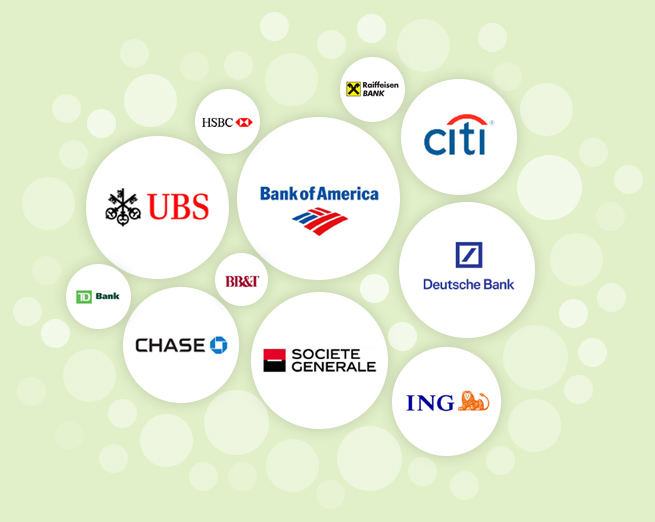 Raiffeisen
BANK
HSBC
citi®
UBS
Bank of America
Deutsche Bank
BB&T
TD Bank
CHASE
SOCIETE
GENERALE
ING